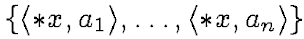 {⟨*x, a₁⟩, . . . , ⟨*x, aₙ⟩}